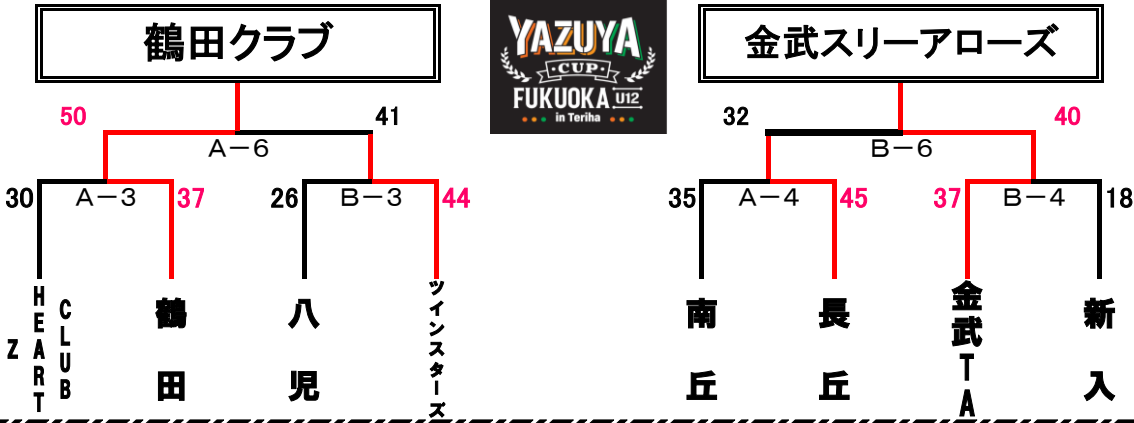 鶴田クラブ
YAZUYA
CUP
FUKUOKA U12
in Teriha
金武スリーアローズ
50
41
A－6
32
40
B－6
30
A－3
37
26
B－3
44
35
A－4
45
37
B－4
18
HEART
CLUB
Z
鶴田
八児
ツインスターズ
南丘
長丘
金武TA
新入